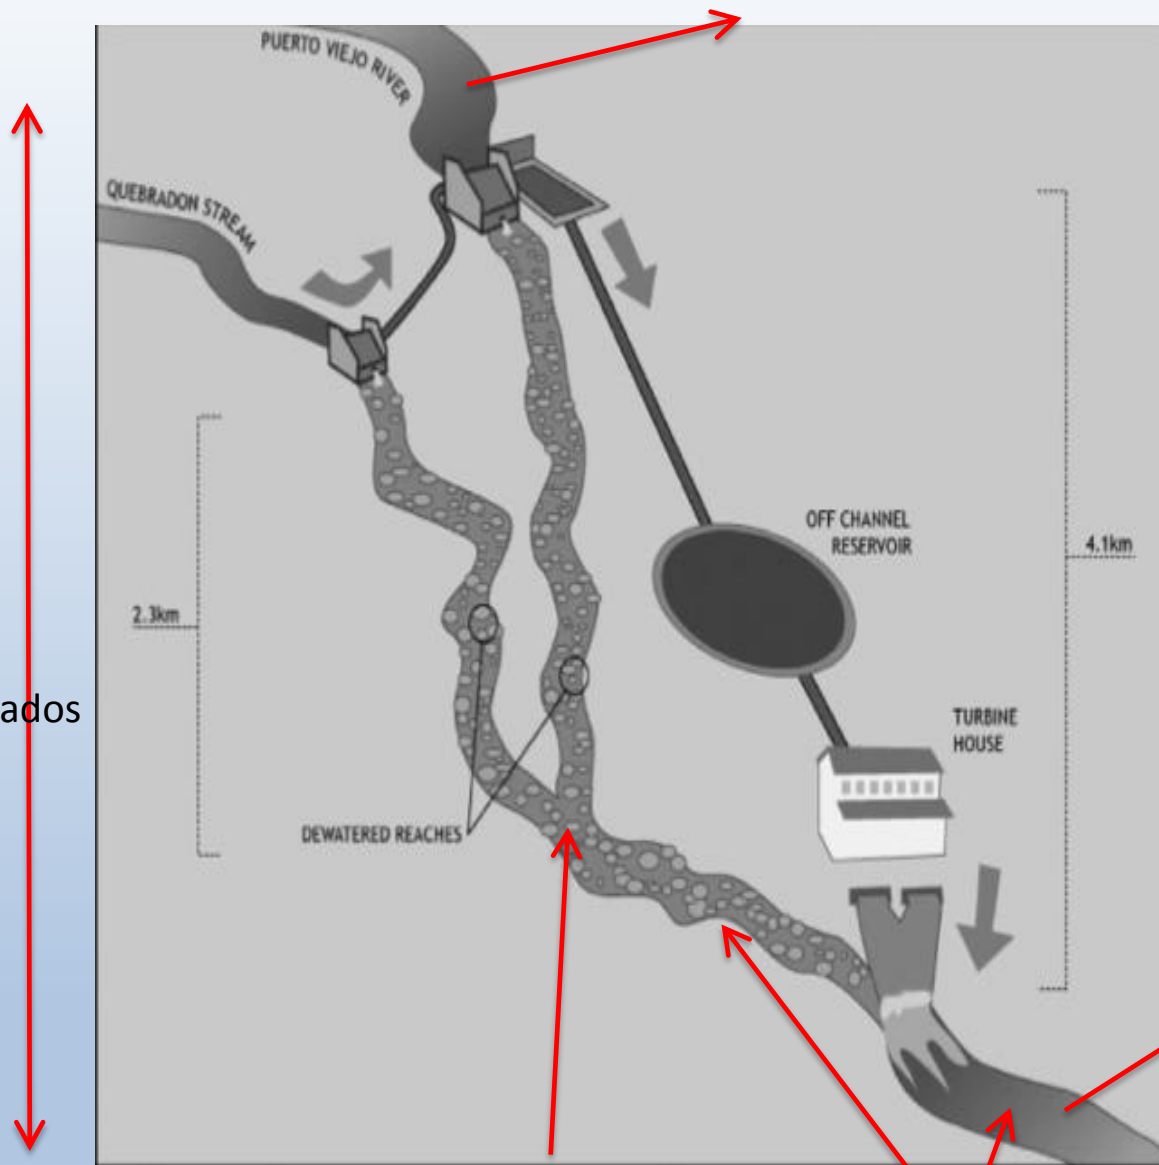 PUERTO VIEJO RIVER
QUEBRADON STREAM
OFF CHANNEL
RESERVOIR
4.1km
2.3km
ados
TURBINE
HOUSE
DEWATERED REACHES